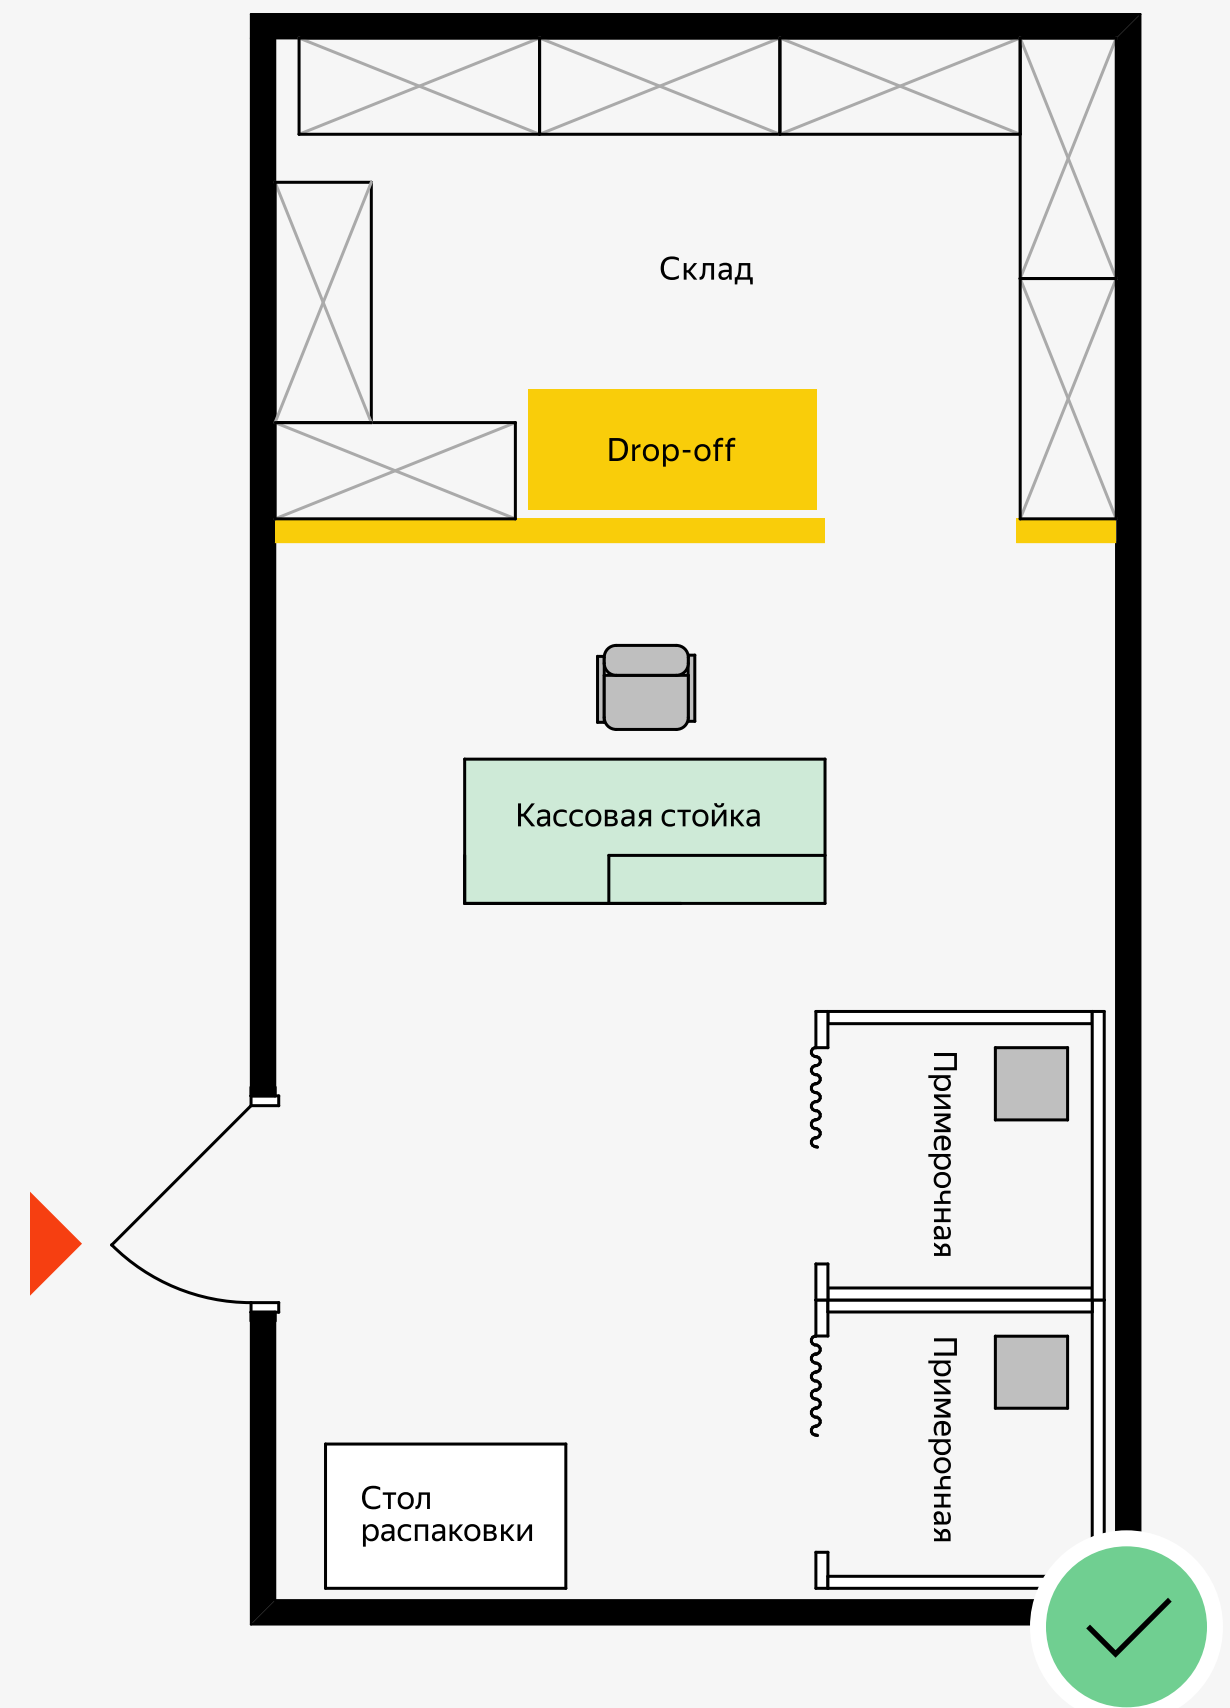 Склад
Drop-off
Кассовая стойка
Примерочная
Примерочная
Стол
распаковки